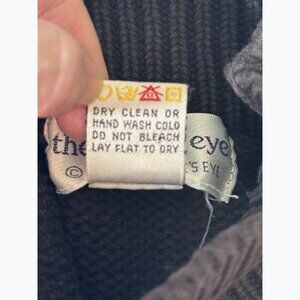 DRY CLEAN OR
HAND WASH COLD
DO NOT BLEACH
LAY FLAT TO DRY
the eye
© 'S EYE